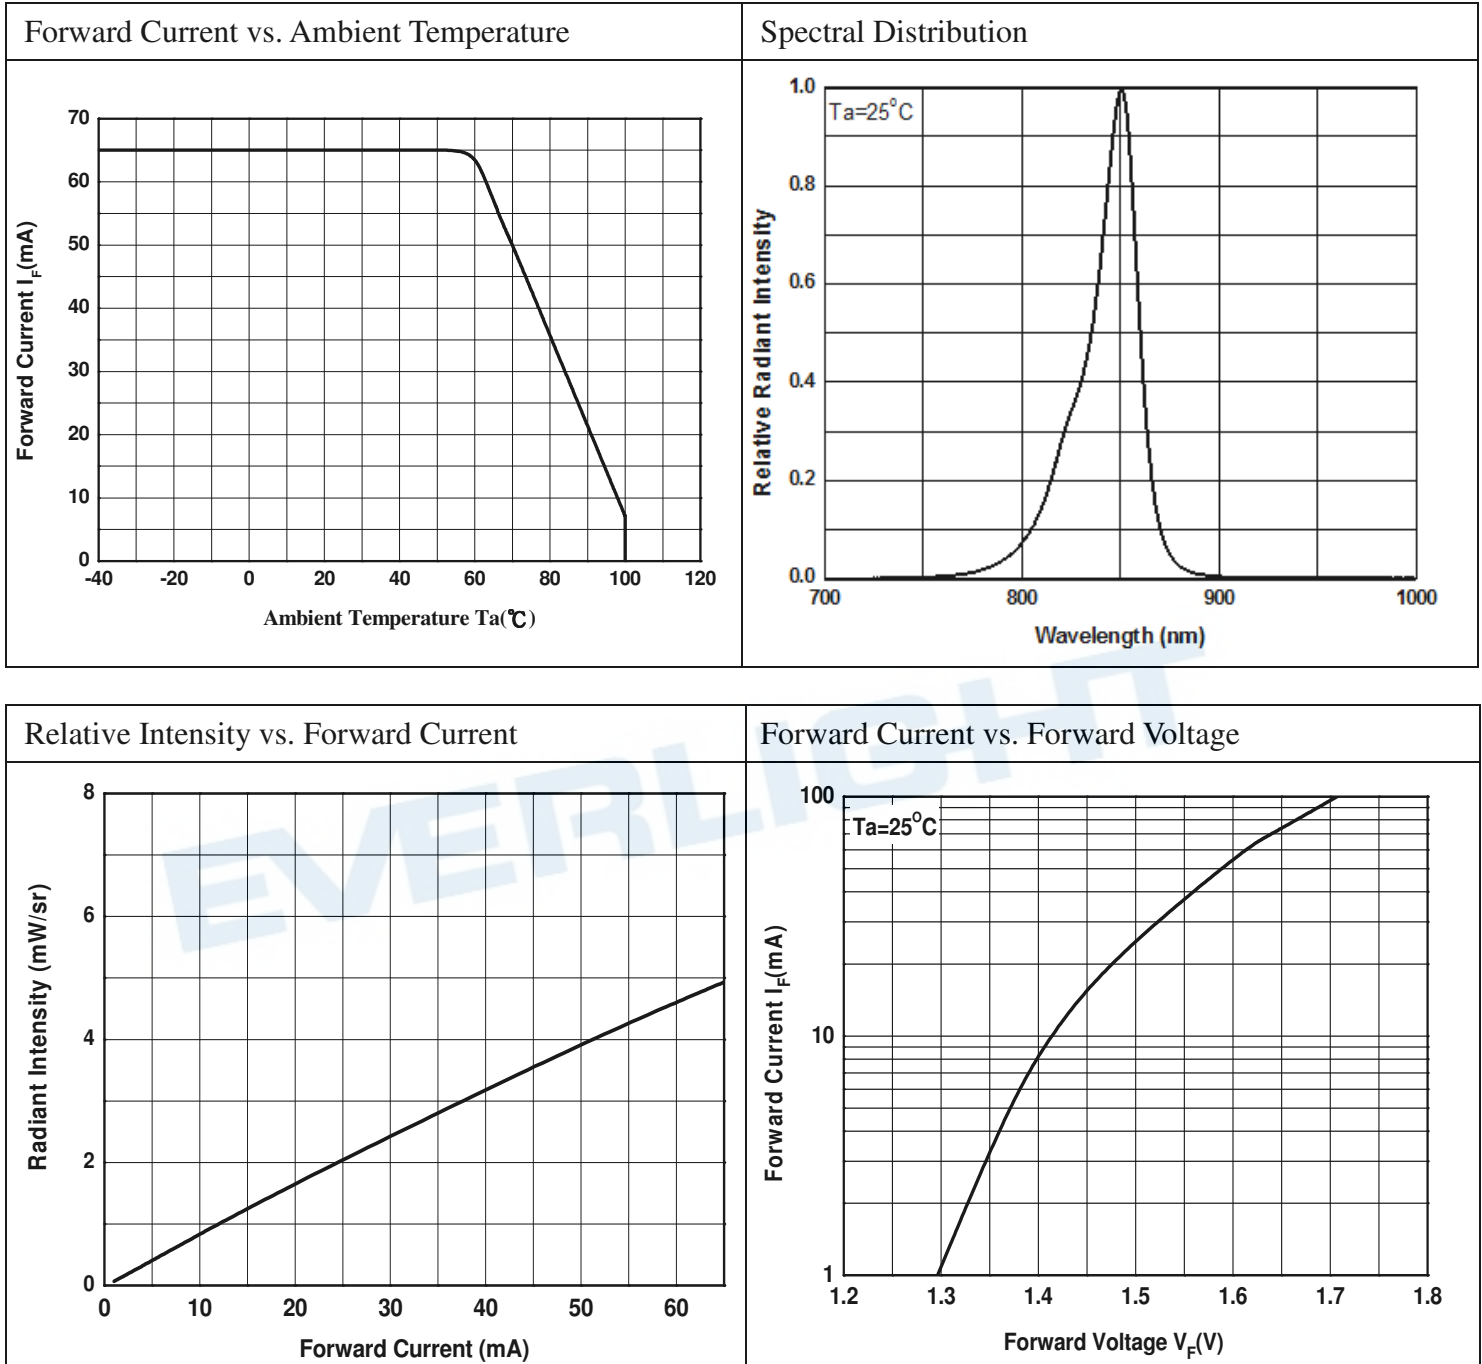 Forward Current vs. Ambient Temperature
70
60
50
40
30
20
10
0
-40 -20 0 20 40 60 80 100 120
Forward Current I_F(mA)
Ambient Temperature Ta(℃)
Spectral Distribution
Ta=25°C
1.0
0.8
0.6
0.4
0.2
0.0
700 800 900 1000
Relative Radiant Intensity
Wavelength (nm)
EVERLIGHT
Relative Intensity vs. Forward Current
8
6
4
2
0
0 10 20 30 40 50 60
Radiant Intensity (mW/sr)
Forward Current (mA)
Forward Current vs. Forward Voltage
Ta=25°C
100
10
1
1.2 1.3 1.4 1.5 1.6 1.7 1.8
Forward Current I_F(mA)
Forward Voltage V_F(V)